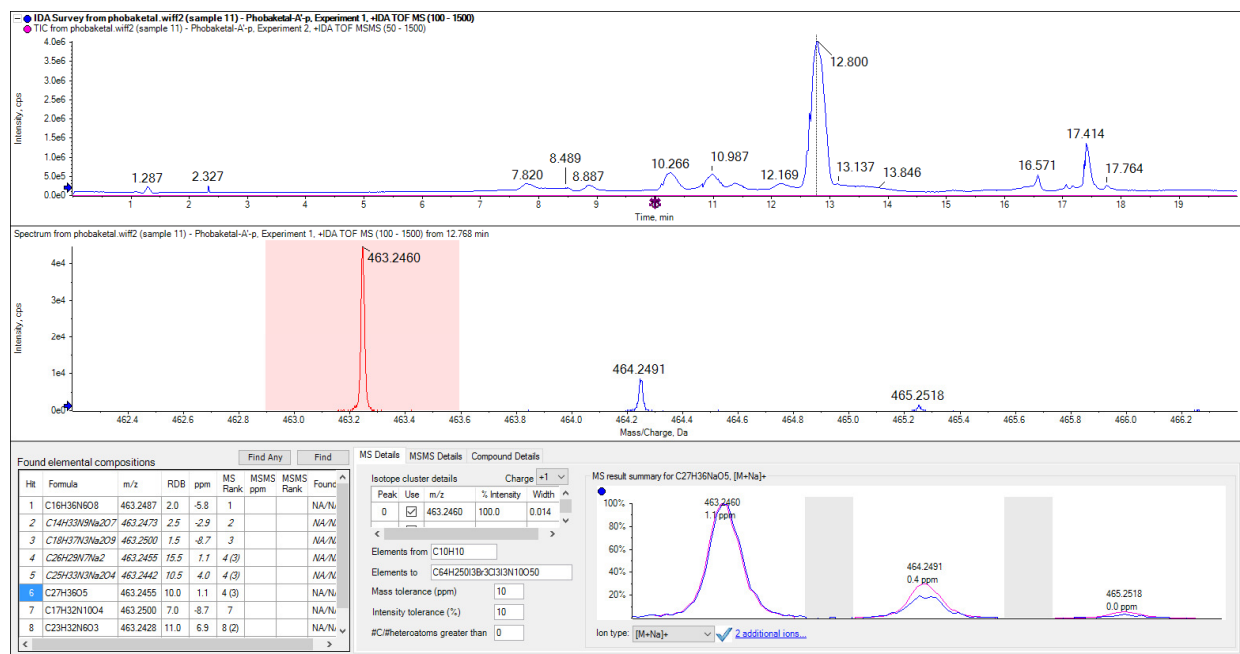 IDA Survey from phobaketal.wiff2 (sample 11) - Phobaketal-A'-p, Experiment 1, +IDA TOF MS (100 - 1500)
TIC from phobaketal.wiff2 (sample 11) - Phobaketal-A'-p, Experiment 2, +IDA TOF MSMS (50 - 1500)
4.0e6
3.5e6
3.0e6
2.5e6
2.0e6
1.5e6
1.0e6
5.0e5
0.0e0
Intensity, cps
12.800
17.414
8.489
10.266
10.987
16.571
1.287
2.327
7.820
8.887
12.169
13.137
13.846
17.764
1 2 3 4 5 6 7 8 9 11 12 13 14 15 16 17 18 19
Time, min
Spectrum from phobaketal.wiff2 (sample 11) - Phobaketal-A'-p, Experiment 1, +IDA TOF MS (100 - 1500) from 12.768 min
463.2460
4e4
3e4
2e4
1e4
0e0
Intensity, cps
464.2491
465.2518
462.4 462.6 462.8 463.0 463.2 463.4 463.6 463.8 464.0 464.2 464.4 464.6 464.8 465.0 465.2 465.4 465.6 465.8 466.0 466.2
Mass/Charge, Da
Found elemental compositions
Find Any Find
Hit Formula m/z RDB ppm MS Rank MSMS ppm MSMS Rank Found
1 C16H36N6O8 463.2487 2.0 -5.8 1 NA/N
2 C14H33N9Na2O7 463.2473 2.5 -2.9 2 NA/N
3 C18H37N3Na2O9 463.2500 1.5 -8.7 3 NA/N
4 C26H29N7Na2 463.2455 15.5 1.1 4 (3) NA/N
5 C25H33N3Na2O4 463.2442 10.5 4.0 4 (3) NA/N
6 C27H36O5 463.2455 10.0 1.1 4 (3) NA/N
7 C17H32N10O4 463.2500 7.0 -8.7 7 NA/N
8 C23H32N6O3 463.2428 11.0 6.9 8 (2) NA/N
MS Details MSMS Details Compound Details
Isotope cluster details Charge +1
Peak Use m/z % Intensity Width
0 463.2460 100.0 0.014
Elements from C10H10
Elements to C64H250I3Br3Cl3I3N10O50
Mass tolerance (ppm) 10
Intensity tolerance (%) 10
#C/#heteroatoms greater than 0
MS result summary for C27H36NaO5, [M+Na]+
100%
80%
60%
40%
20%
463.2460
1.1 ppm
464.2491
0.4 ppm
465.2518
0.0 ppm
Ion type: [M+Na]+ 2 additional ions...